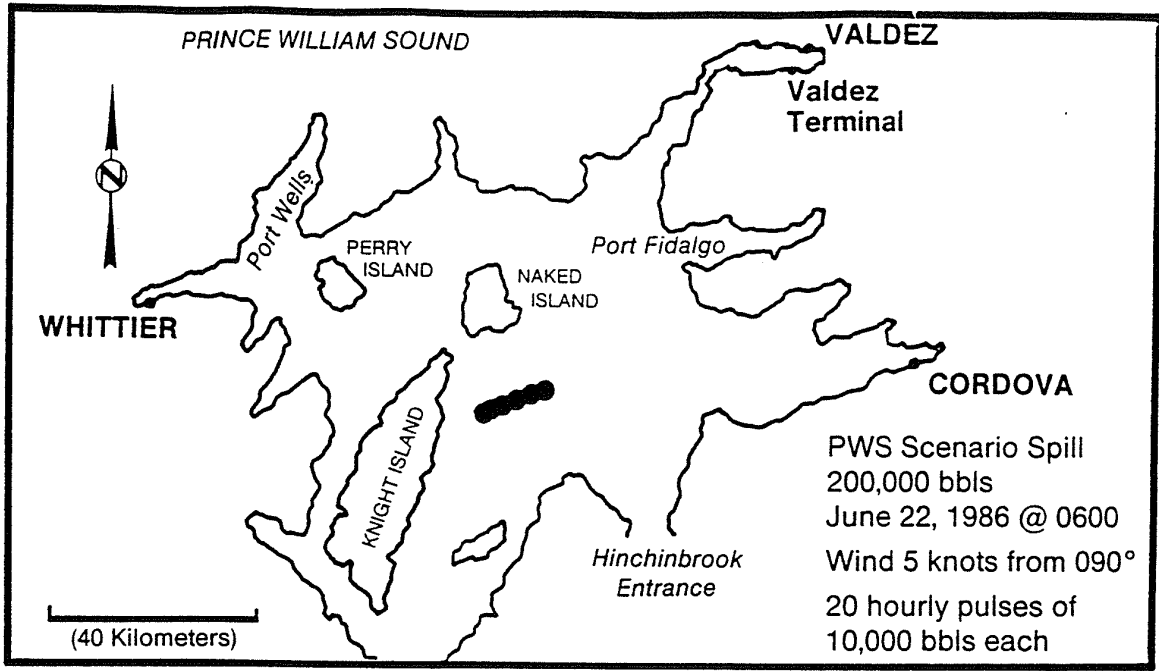 PRINCE WILLIAM SOUND
VALDEZ
Valdez
Terminal
N
Port Wells
PERRY
ISLAND
NAKED
ISLAND
Port Fidalgo
WHITTIER
CORDOVA
KNIGHT ISLAND
Hinchinbrook
Entrance
PWS Scenario Spill
200,000 bbls
June 22, 1986 @ 0600
Wind 5 knots from 090°
20 hourly pulses of
10,000 bbls each
(40 Kilometers)